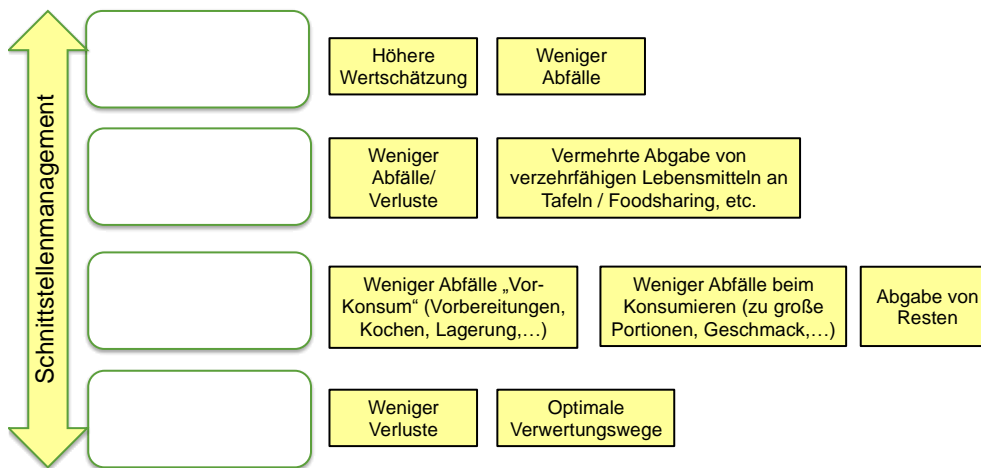 Schnittstellenmanagement
Höhere
Wertschätzung
Weniger
Abfälle
Weniger
Abfälle/
Verluste
Vermehrte Abgabe von
verzehrfähigen Lebensmitteln an
Tafeln / Foodsharing, etc.
Weniger Abfälle „Vor-
Konsum“ (Vorbereitungen,
Kochen, Lagerung,…)
Weniger Abfälle beim
Konsumieren (zu große
Portionen, Geschmack,…)
Abgabe von
Resten
Weniger
Verluste
Optimale
Verwertungswege